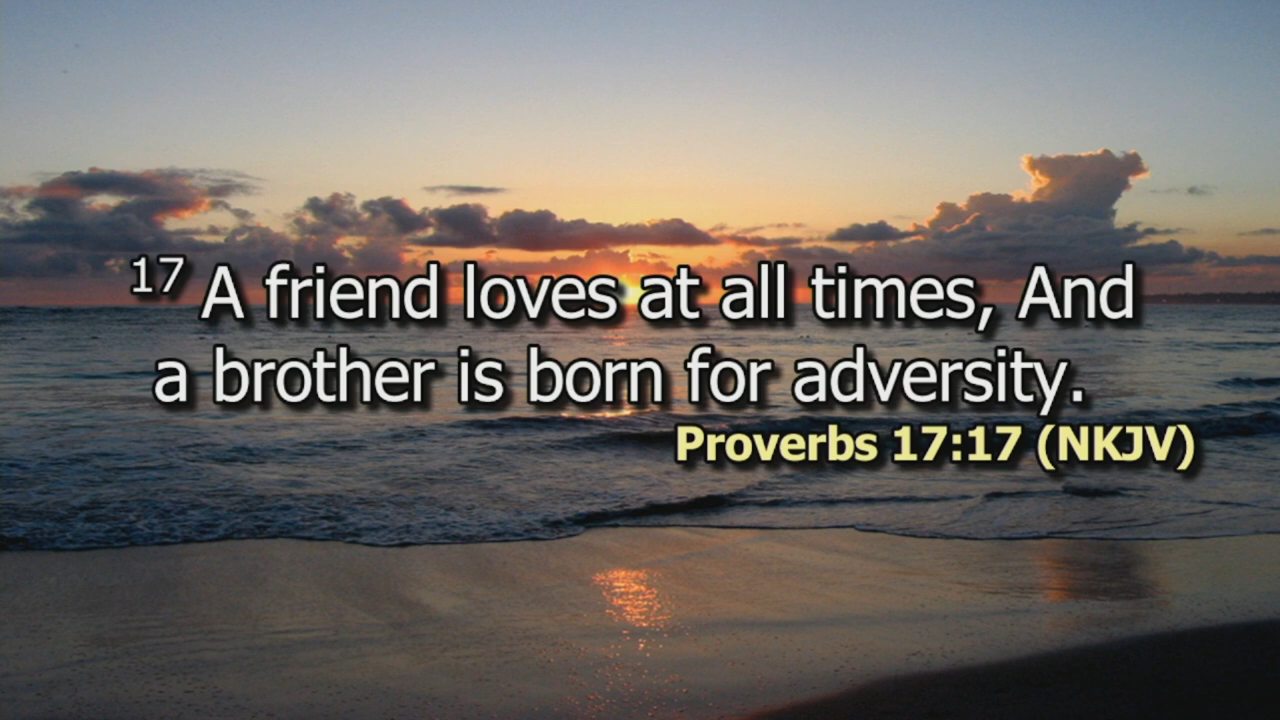 17 A friend loves at all times, And
a brother is born for adversity.
Proverbs 17:17 (NKJV)